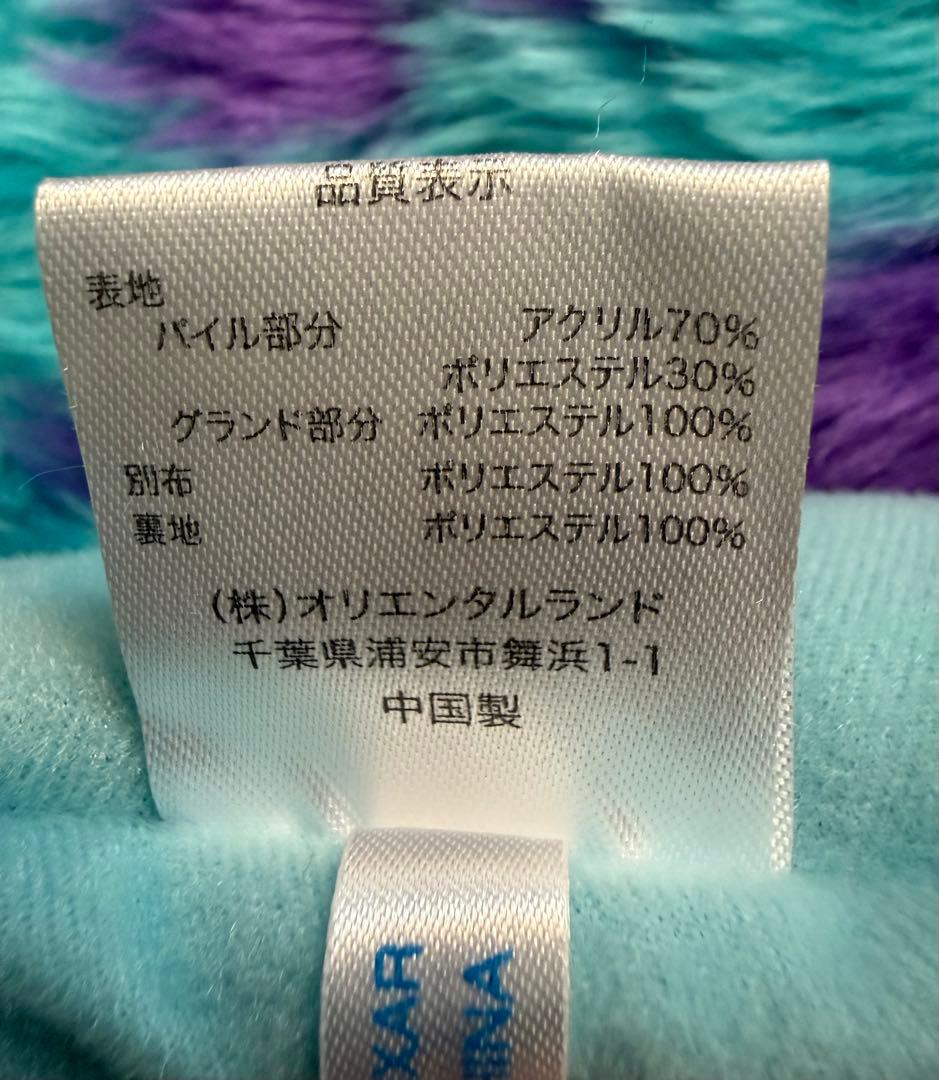 品質表示
表地
パイル部分 アクリル70%
ポリエステル30%
グランド部分 ポリエステル100%
別布 ポリエステル100%
裏地 ポリエステル100%
(株)オリエンタルランド
千葉県浦安市舞浜1-1
中国製
XAR
INA